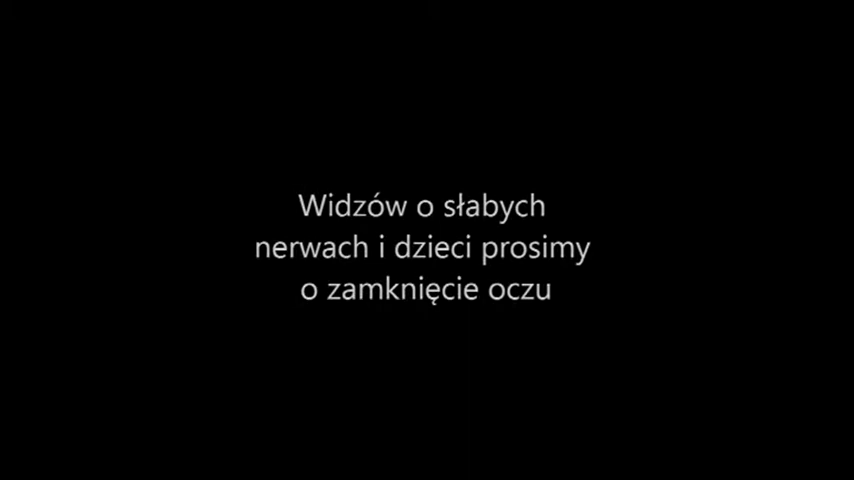 Widzów o słabych
nerwach i dzieci prosimy
o zamknięcie oczu